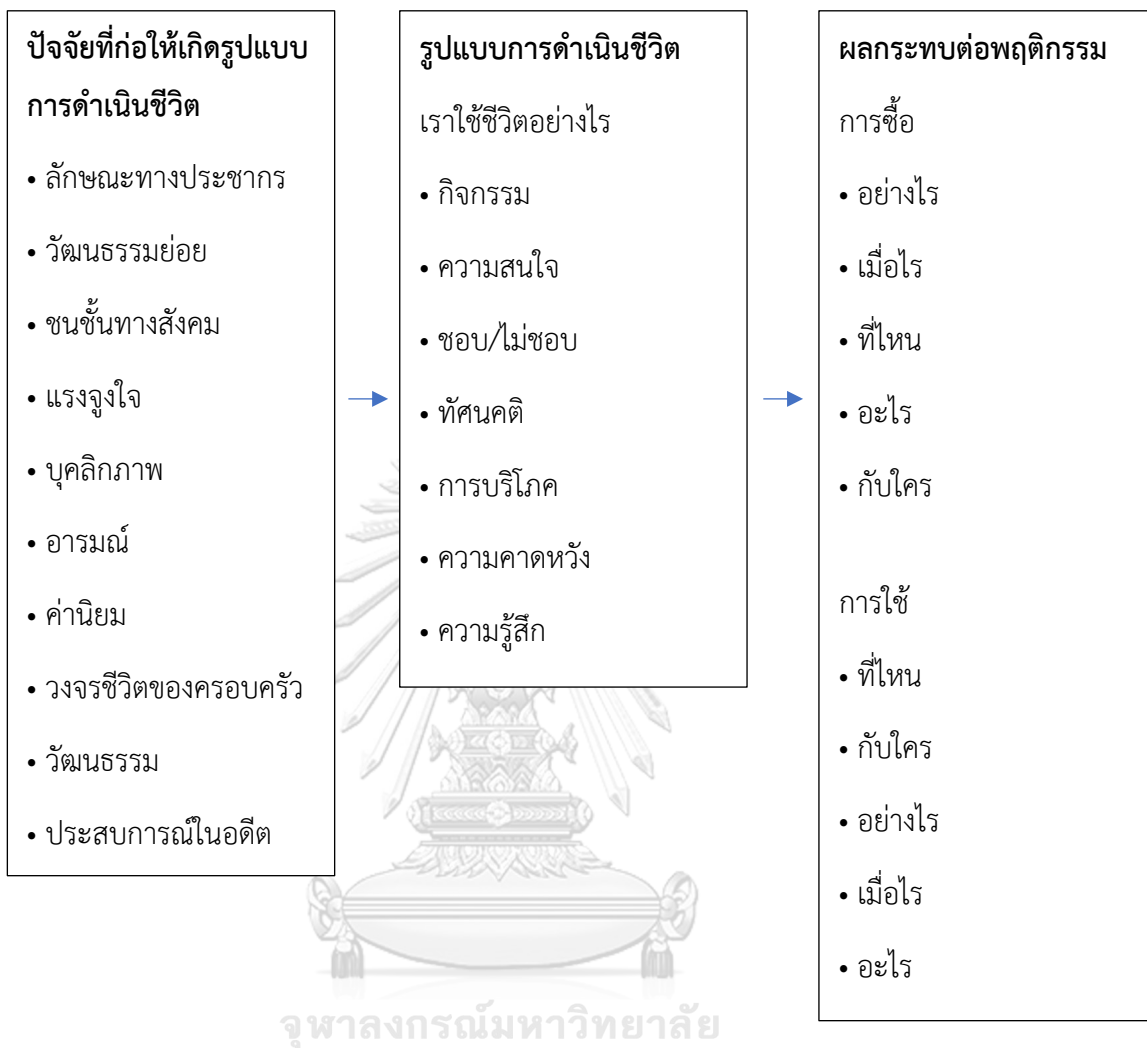 ปัจจัยที่ก่อให้เกิดรูปแบบ
การดำเนินชีวิต
• ลักษณะทางประชากร
• วัฒนธรรมย่อย
• ชนชั้นทางสังคม
• แรงจูงใจ
• บุคลิกภาพ
• อารมณ์
• ค่านิยม
• วงจรชีวิตของครอบครัว
• วัฒนธรรม
• ประสบการณ์ในอดีต
รูปแบบการดำเนินชีวิต
เราใช้ชีวิตอย่างไร
• กิจกรรม
• ความสนใจ
• ชอบ/ไม่ชอบ
• ทัศนคติ
• การบริโภค
• ความคาดหวัง
• ความรู้สึก
ผลกระทบต่อพฤติกรรม
การซื้อ
• อย่างไร
• เมื่อไร
• ที่ไหน
• อะไร
• กับใคร
การใช้
• ที่ไหน
• กับใคร
• อย่างไร
• เมื่อไร
• อะไร
จุฬาลงกรณ์มหาวิทยาลัย